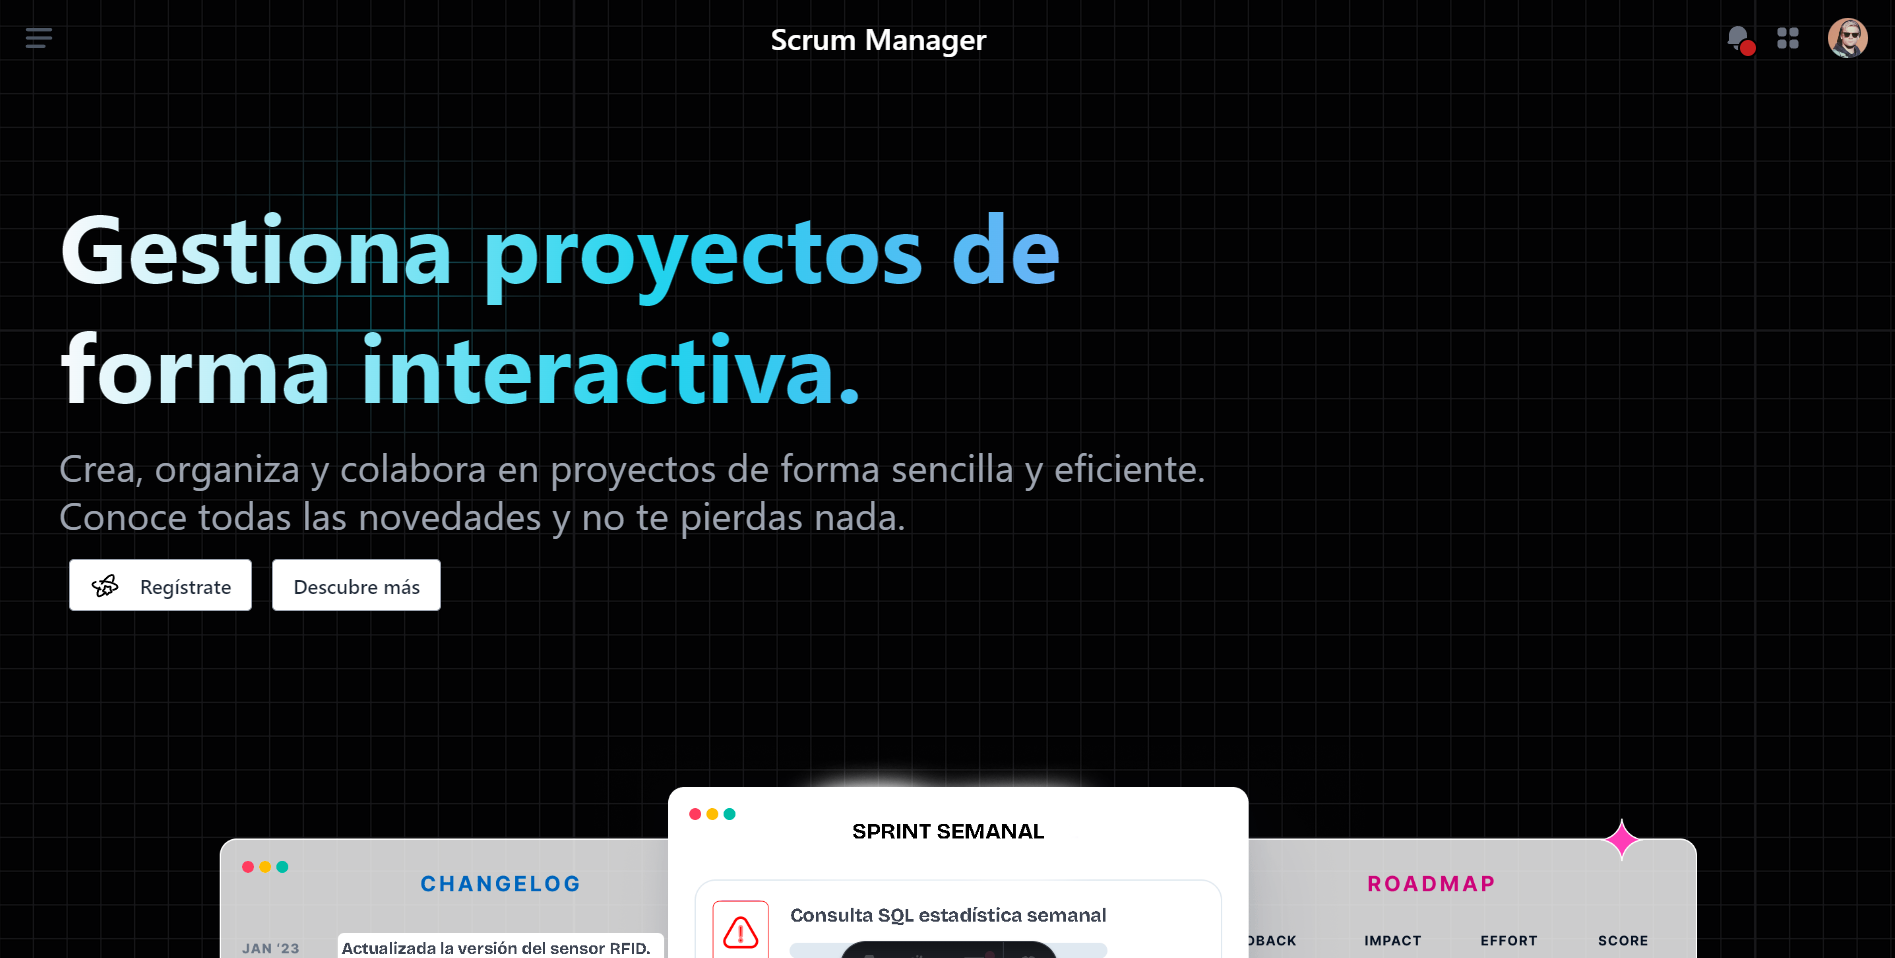 Scrum Manager
Gestiona proyectos de
forma interactiva.
Crea, organiza y colabora en proyectos de forma sencilla y eficiente.
Conoce todas las novedades y no te pierdas nada.
Regístrate
Descubre más
SPRINT SEMANAL
CHANGELOG
ROADMAP
Consulta SQL estadística semanal
JAN '23
Actualizada la versión del sensor RFID.
DBACK IMPACT EFFORT SCORE